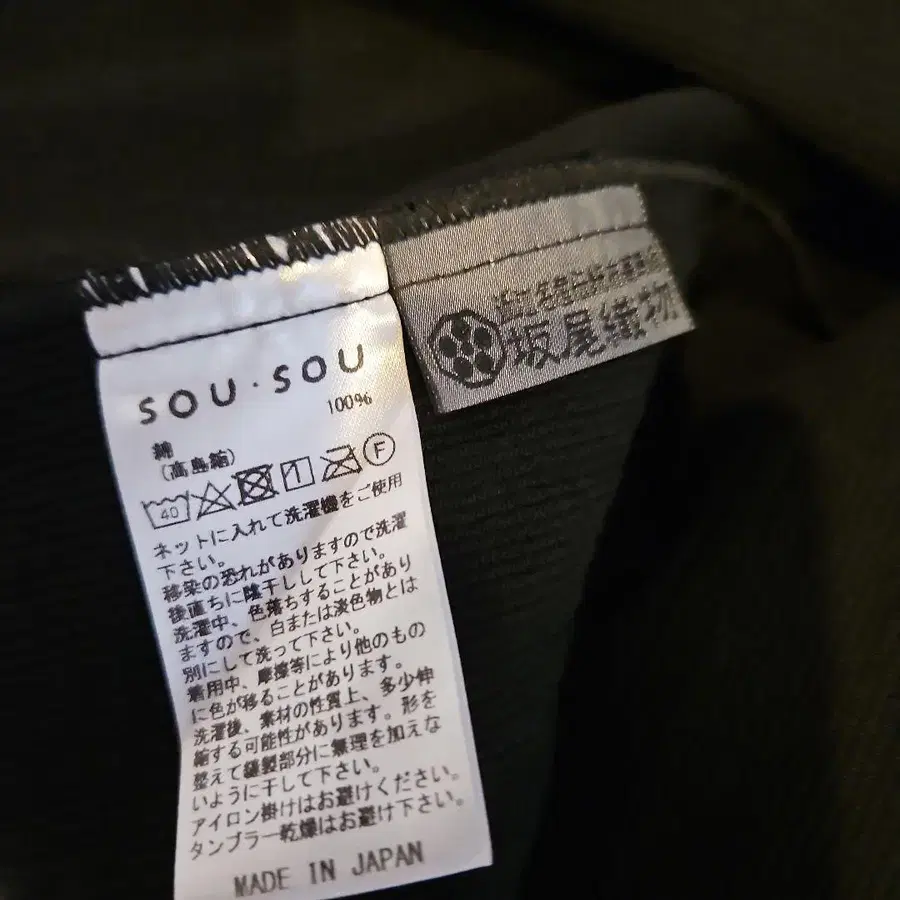 SOU・SOU
100%
綿
(高島縮)
40
1
F
ネットに入れて洗濯機をご使用
下さい。
移染の恐れがありますので洗濯
後直ちに陰干しして下さい。
洗濯中、色落ちすることがあり
ますので、白または淡色物とは
別にして洗って下さい。
着用中、摩擦等により他のもの
に色が移ることがあります。
洗濯後、素材の性質上、多少伸
縮する可能性があります。形を
整えて縫製部分に無理を加えな
いように干して下さい。
アイロン掛けはお避けください。
タンブラー乾燥はお避け下さい。
MADE IN JAPAN
坂尾織物